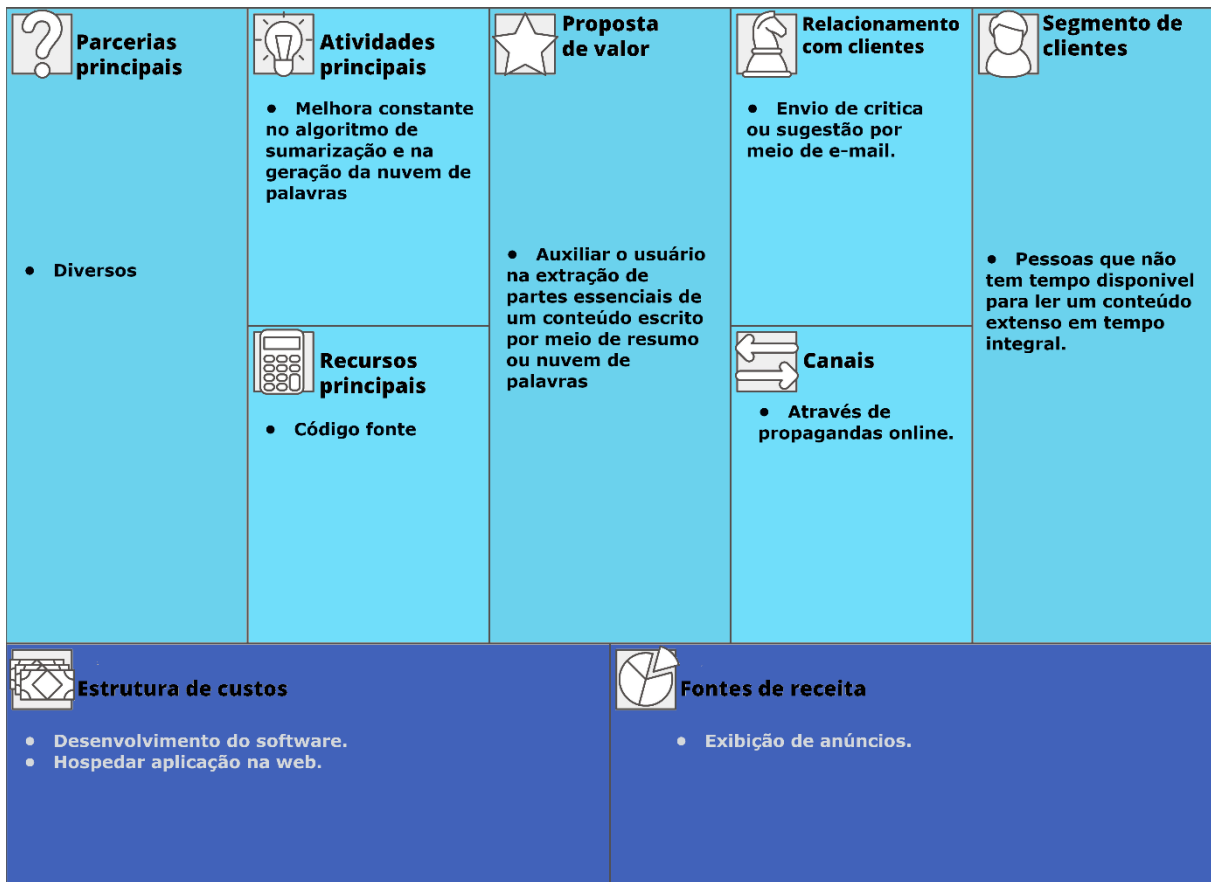 Parcerias
principais
● Diversos
Atividades
principais
● Melhora constante
no algoritmo de
sumarização e na
geração da nuvem de
palavras
Recursos
principais
● Código fonte
Proposta
de valor
● Auxiliar o usuário
na extração de
partes essenciais de
um conteúdo escrito
por meio de resumo
ou nuvem de
palavras
Relacionamento
com clientes
● Envio de critica
ou sugestão por
meio de e-mail.
Canais
● Através de
propagandas online.
Segmento de
clientes
● Pessoas que não
tem tempo disponivel
para ler um conteúdo
extenso em tempo
integral.
Estrutura de custos
● Desenvolvimento do software.
● Hospedar aplicação na web.
Fontes de receita
● Exibição de anúncios.